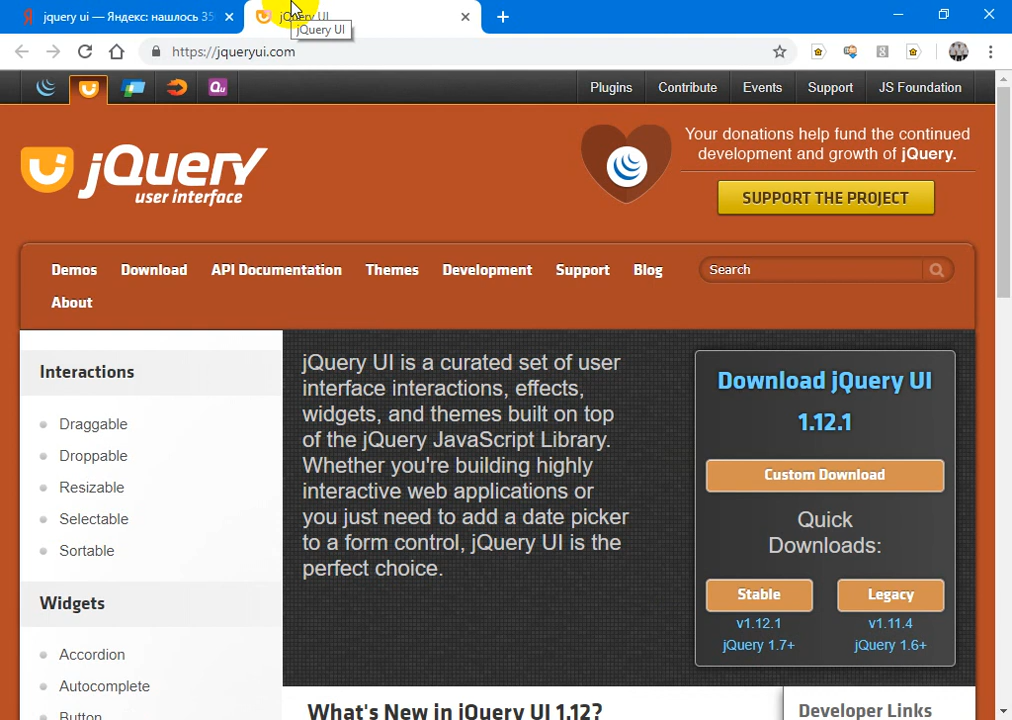 jquery ui — Яндекс: нашлось 35
jQuery UI
jQuery UI
https://jqueryui.com
Qu
Plugins
Contribute
Events
Support
JS Foundation
jQuery
user interface
Your donations help fund the continued
development and growth of jQuery.
SUPPORT THE PROJECT
Demos
Download
API Documentation
Themes
Development
Support
Blog
Search
About
Interactions
Draggable
Droppable
Resizable
Selectable
Sortable
Widgets
Accordion
Autocomplete
Button
jQuery UI is a curated set of user
interface interactions, effects,
widgets, and themes built on top
of the jQuery JavaScript Library.
Whether you're building highly
interactive web applications or
you just need to add a date picker
to a form control, jQuery UI is the
perfect choice.
Download jQuery UI
1.12.1
Custom Download
Quick
Downloads:
Stable
Legacy
v1.12.1
v1.11.4
jQuery 1.7+
jQuery 1.6+
What's New in jQuery UI 1.12?
Developer Links